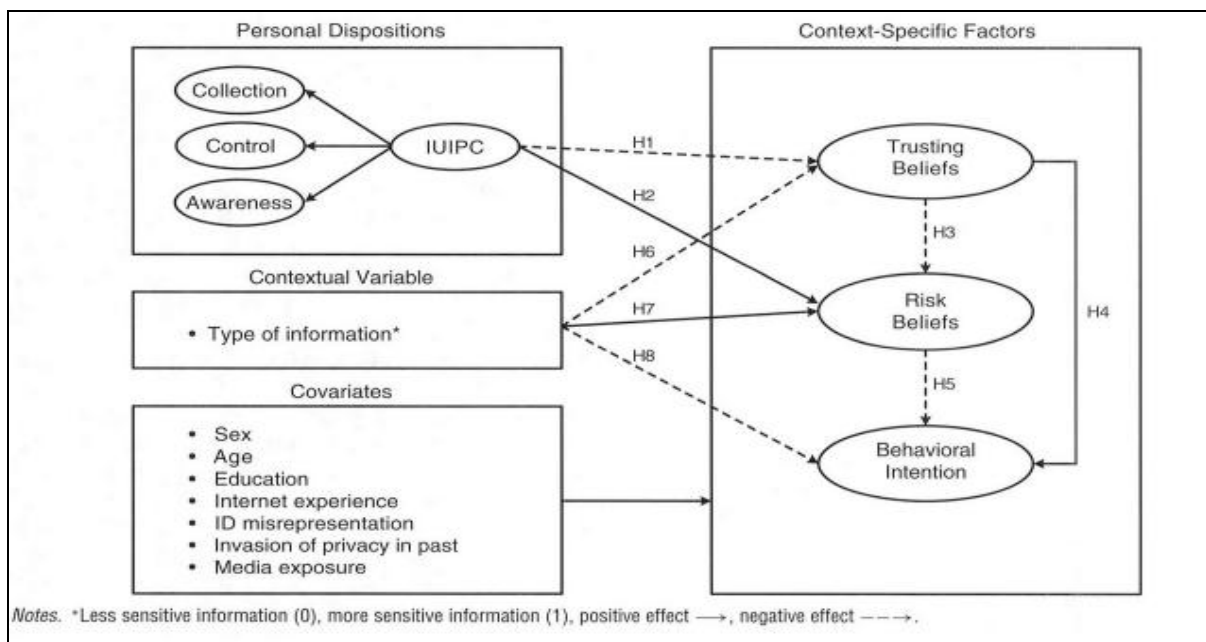 Personal Dispositions
Collection
Control
Awareness
IUIPC
Contextual Variable
• Type of information*
Covariates
• Sex
• Age
• Education
• Internet experience
• ID misrepresentation
• Invasion of privacy in past
• Media exposure
H1
H2
H6
H7
H8
Context-Specific Factors
Trusting
Beliefs
H3
Risk
Beliefs
H4
H5
Behavioral
Intention
Notes. *Less sensitive information (0), more sensitive information (1), positive effect ⟶, negative effect ---→.